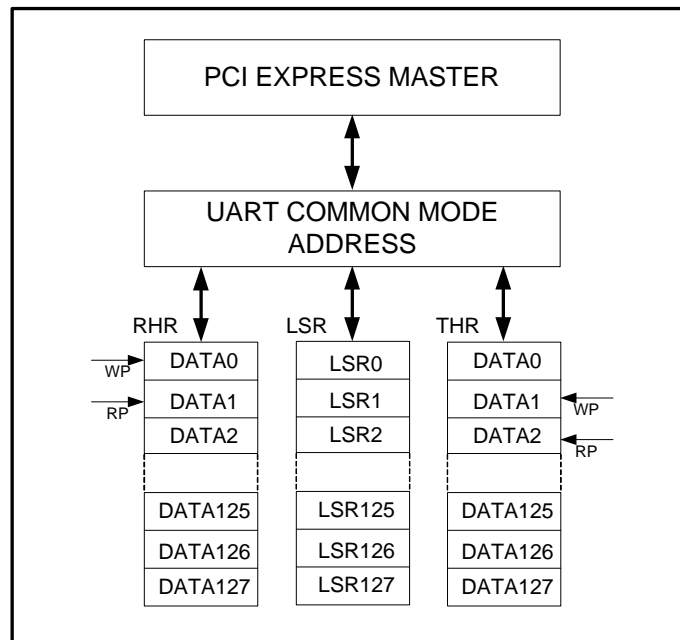 PCI EXPRESS MASTER
UART COMMON MODE
ADDRESS
RHR LSR THR
DATA0 LSR0 DATA0
WP
DATA1 LSR1 DATA1
RP WP
DATA2 LSR2 DATA2
RP
DATA125 LSR125 DATA125
DATA126 LSR126 DATA126
DATA127 LSR127 DATA127